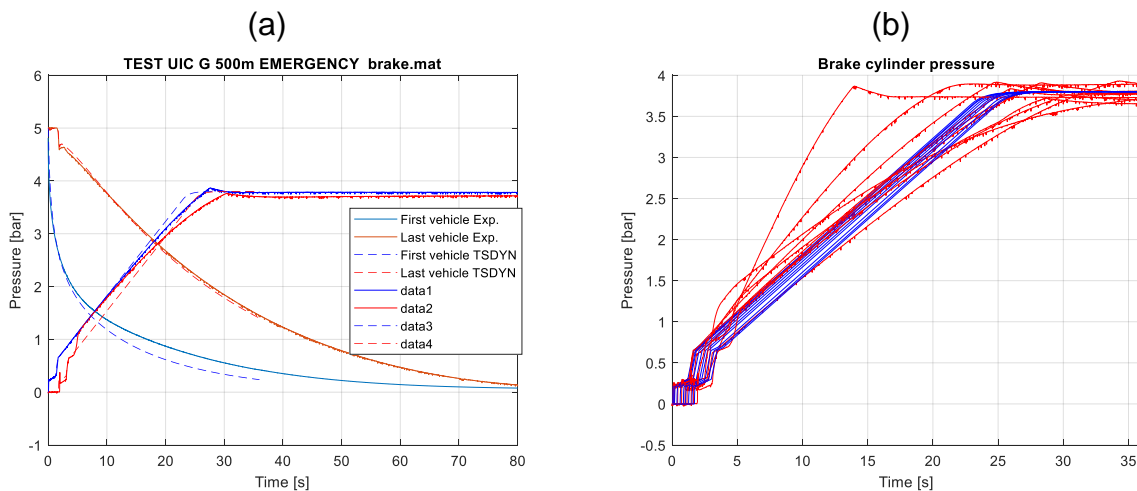 (a)
TEST UIC G 500m EMERGENCY  brake.mat
Pressure [bar]
6
5
4
3
2
1
0
-1
0 10 20 30 40 50 60 70 80
Time [s]
First vehicle Exp.
Last vehicle Exp.
First vehicle TSDYN
Last vehicle TSDYN
data1
data2
data3
data4
(b)
Brake cylinder pressure
Pressure [bar]
4
3.5
3
2.5
2
1.5
1
0.5
0
-0.5
0 5 10 15 20 25 30 35
Time [s]